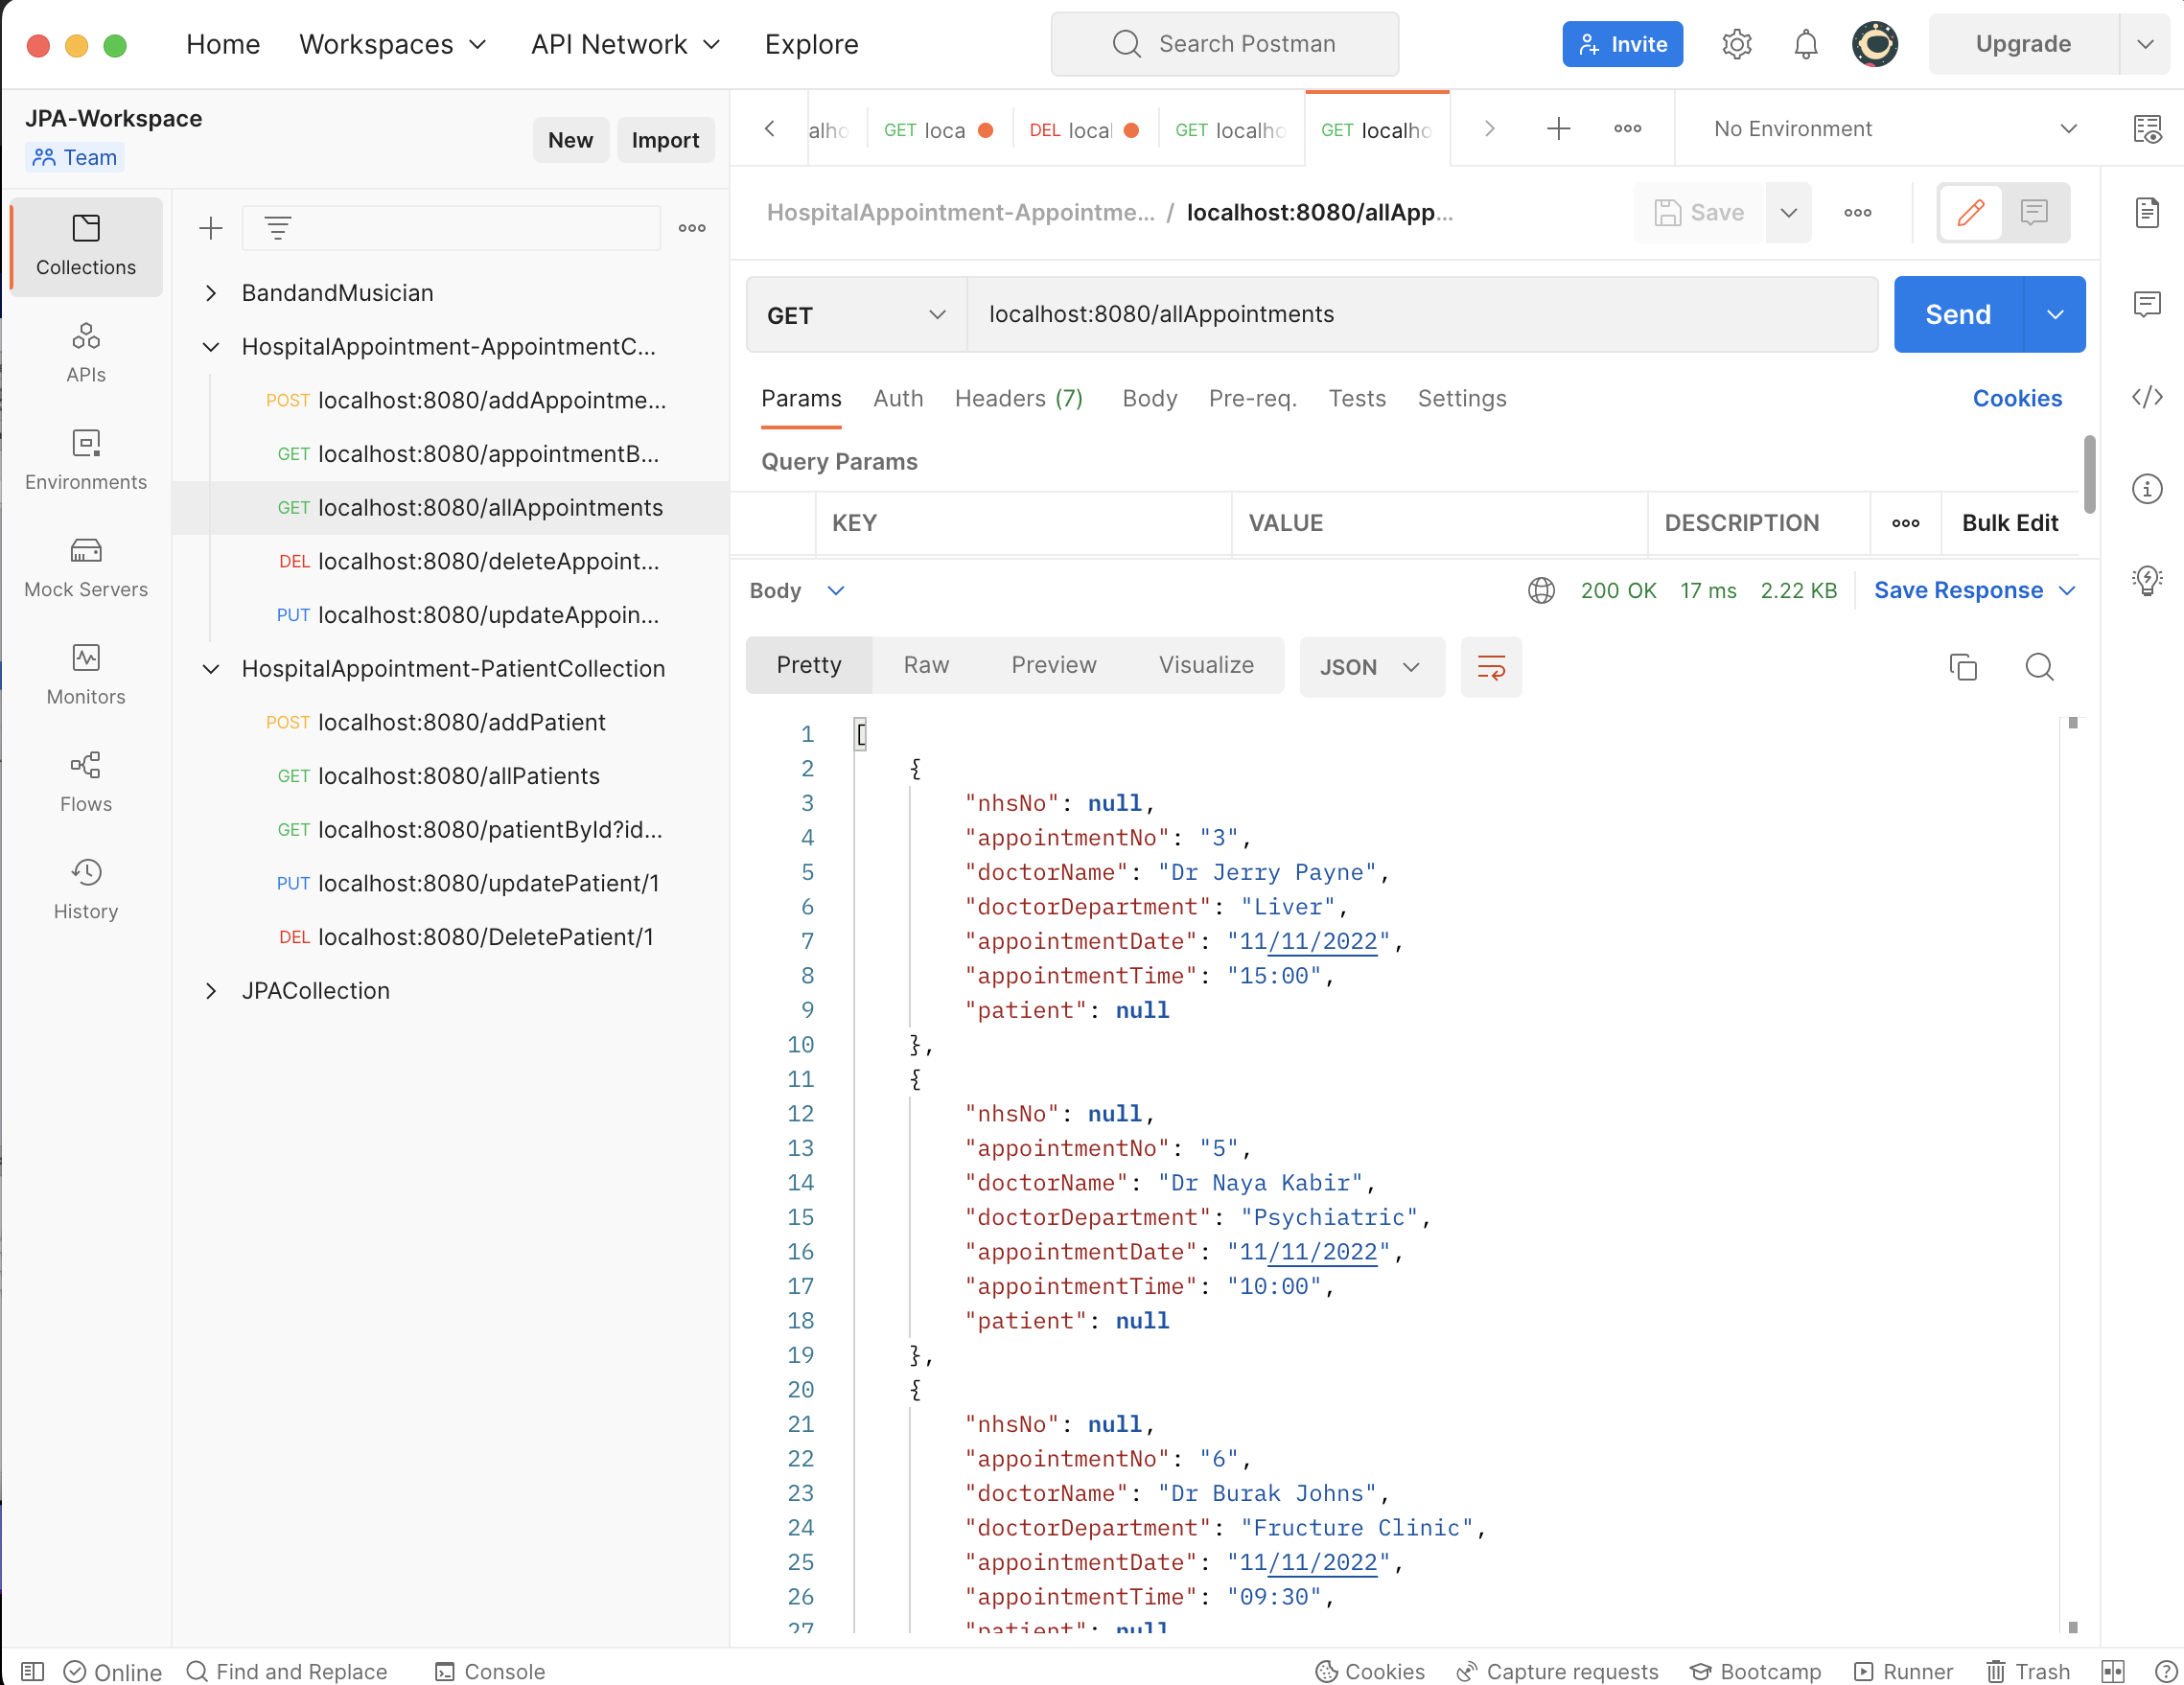 Home Workspaces API Network Explore Search Postman Invite Upgrade
JPA-Workspace
Team
New Import
GET loca DEL local GET localho GET localho No Environment
Collections
APIs
Environments
Mock Servers
Monitors
Flows
History
BandandMusician
HospitalAppointment-AppointmentC...
POST localhost:8080/addAppointme...
GET localhost:8080/appointmentB...
GET localhost:8080/allAppointments
DEL localhost:8080/deleteAppoint...
PUT localhost:8080/updateAppoin...
HospitalAppointment-PatientCollection
POST localhost:8080/addPatient
GET localhost:8080/allPatients
GET localhost:8080/patientById?id...
PUT localhost:8080/updatePatient/1
DEL localhost:8080/DeletePatient/1
JPACollection
HospitalAppointment-Appointme... / localhost:8080/allApp... Save
GET localhost:8080/allAppointments Send
Params Auth Headers (7) Body Pre-req. Tests Settings Cookies
Query Params
KEY VALUE DESCRIPTION Bulk Edit
Body 200 OK 17 ms 2.22 KB Save Response
Pretty Raw Preview Visualize JSON
1 [
2 {
3 "nhsNo": null,
4 "appointmentNo": "3",
5 "doctorName": "Dr Jerry Payne",
6 "doctorDepartment": "Liver",
7 "appointmentDate": "11/11/2022",
8 "appointmentTime": "15:00",
9 "patient": null
10 },
11 {
12 "nhsNo": null,
13 "appointmentNo": "5",
14 "doctorName": "Dr Naya Kabir",
15 "doctorDepartment": "Psychiatric",
16 "appointmentDate": "11/11/2022",
17 "appointmentTime": "10:00",
18 "patient": null
19 },
20 {
21 "nhsNo": null,
22 "appointmentNo": "6",
23 "doctorName": "Dr Burak Johns",
24 "doctorDepartment": "Fructure Clinic",
25 "appointmentDate": "11/11/2022",
26 "appointmentTime": "09:30",
27 "patient": null
Online Find and Replace Console Cookies Capture requests Bootcamp Runner Trash